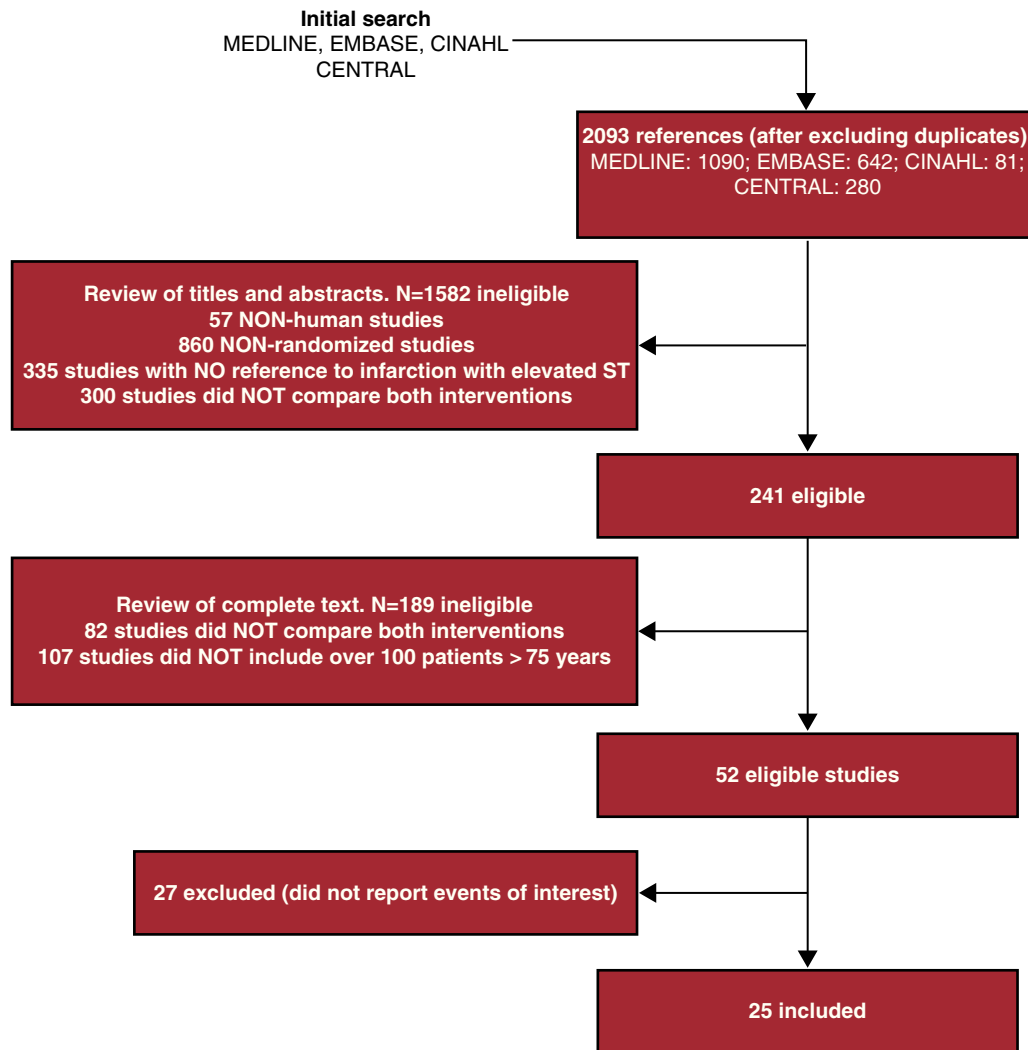 Initial search
MEDLINE, EMBASE, CINAHL
CENTRAL
2093 references (after excluding duplicates)
MEDLINE: 1090; EMBASE: 642; CINAHL: 81;
CENTRAL: 280
Review of titles and abstracts. N=1582 ineligible
57 NON-human studies
860 NON-randomized studies
335 studies with NO reference to infarction with elevated ST
300 studies did NOT compare both interventions
241 eligible
Review of complete text. N=189 ineligible
82 studies did NOT compare both interventions
107 studies did NOT include over 100 patients > 75 years
52 eligible studies
27 excluded (did not report events of interest)
25 included